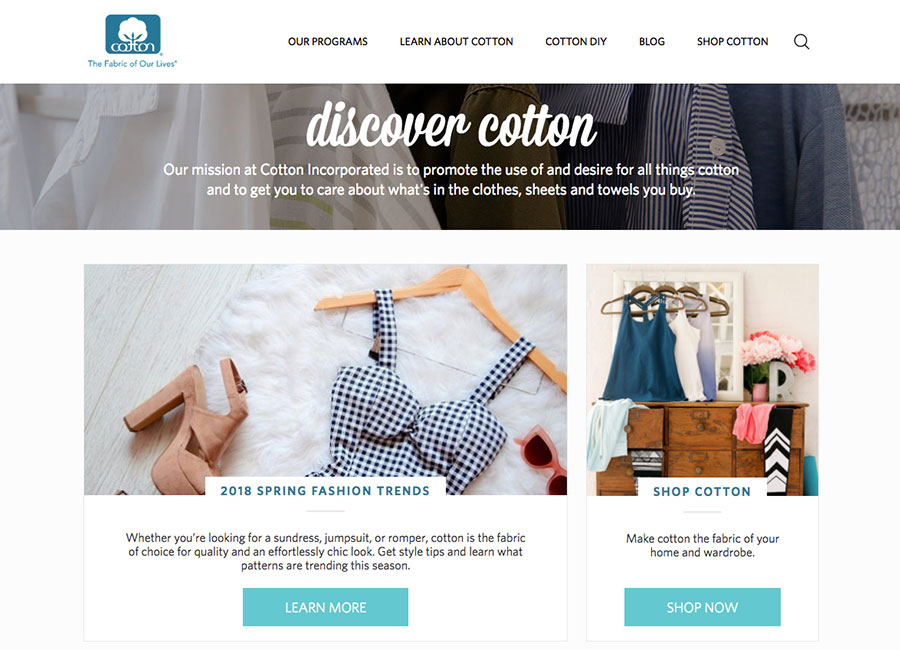 cotton
The Fabric of Our Lives®
OUR PROGRAMS
LEARN ABOUT COTTON
COTTON DIY
BLOG
SHOP COTTON
discover cotton
Our mission at Cotton Incorporated is to promote the use of and desire for all things cotton
and to get you to care about what's in the clothes, sheets and towels you buy.
2018 SPRING FASHION TRENDS
Whether you’re looking for a sundress, jumpsuit, or romper, cotton is the fabric
of choice for quality and an effortlessly chic look. Get style tips and learn what
patterns are trending this season.
LEARN MORE
R
SHOP COTTON
Make cotton the fabric of your
home and wardrobe.
SHOP NOW